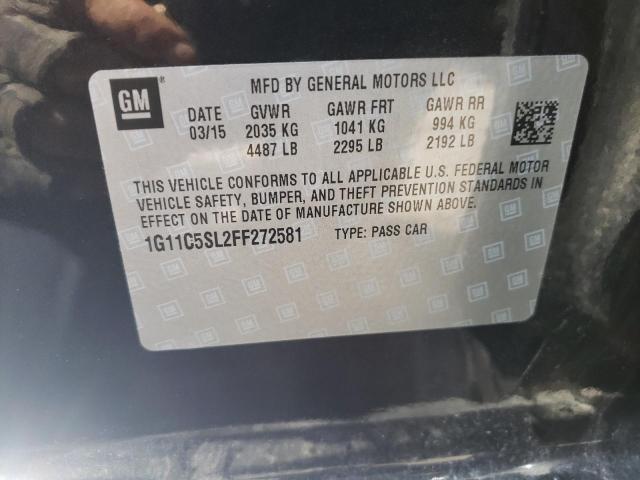 GM ® MFD BY GENERAL MOTORS LLC
DATE GVWR GAWR FRT GAWR RR
03/15 2035 KG 1041 KG 994 KG
4487 LB 2295 LB 2192 LB
THIS VEHICLE CONFORMS TO ALL APPLICABLE U.S. FEDERAL MOTOR
VEHICLE SAFETY, BUMPER, AND THEFT PREVENTION STANDARDS IN
EFFECT ON THE DATE OF MANUFACTURE SHOWN ABOVE.
1G11C5SL2FF272581 TYPE: PASS CAR